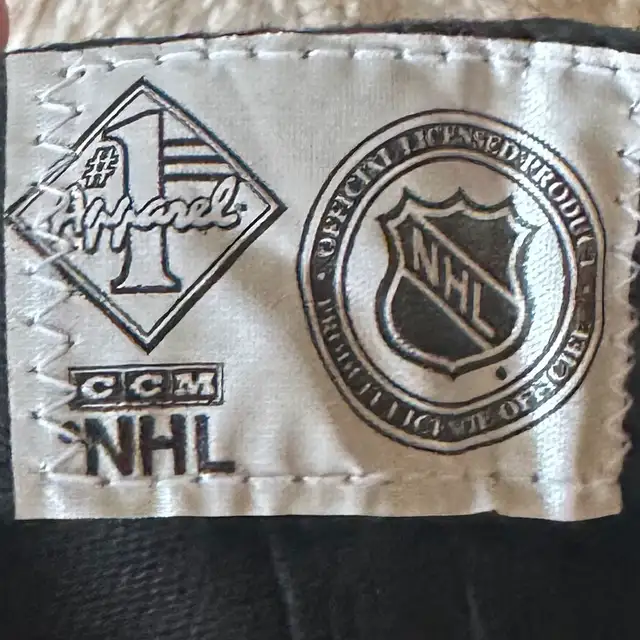 #1
Apparel
CCM
NHL
OFFICIAL LICENSED PRODUCT
NHL
PRODUIT LICENCIÉ OFFICIEL